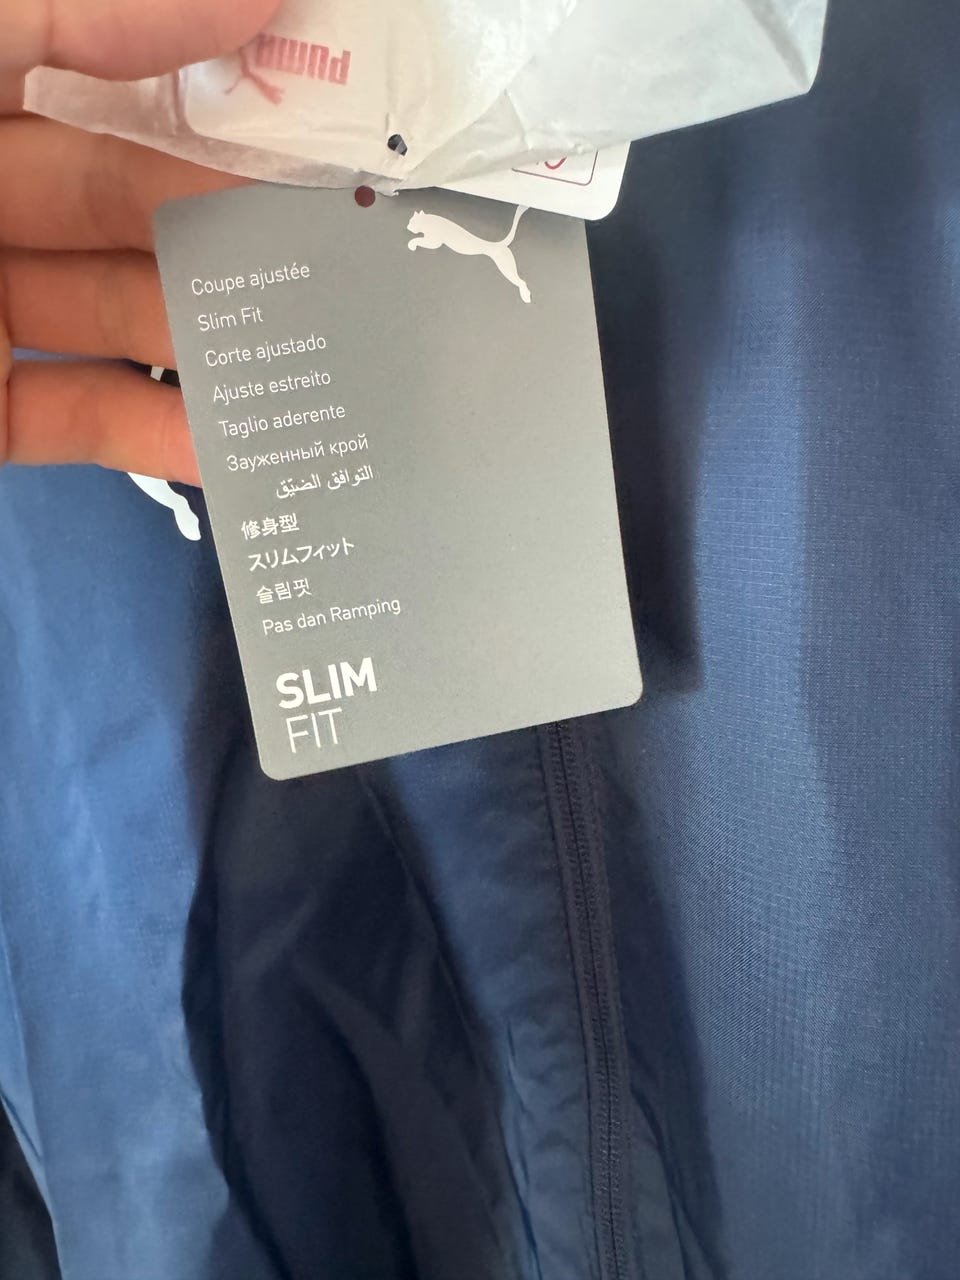 PUMA
Coupe ajustée
Slim Fit
Corte ajustado
Ajuste estreito
Taglio aderente
Зауженный крой
التوافق الضيّق
修身型
スリムフィット
슬림핏
Pas dan Ramping
SLIM
FIT